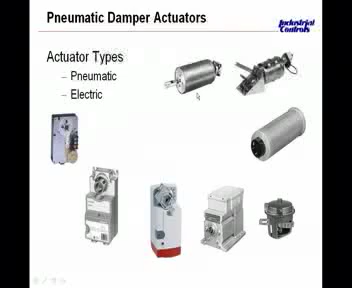 Pneumatic Damper Actuators
Industrial
Controls
Actuator Types
– Pneumatic
– Electric